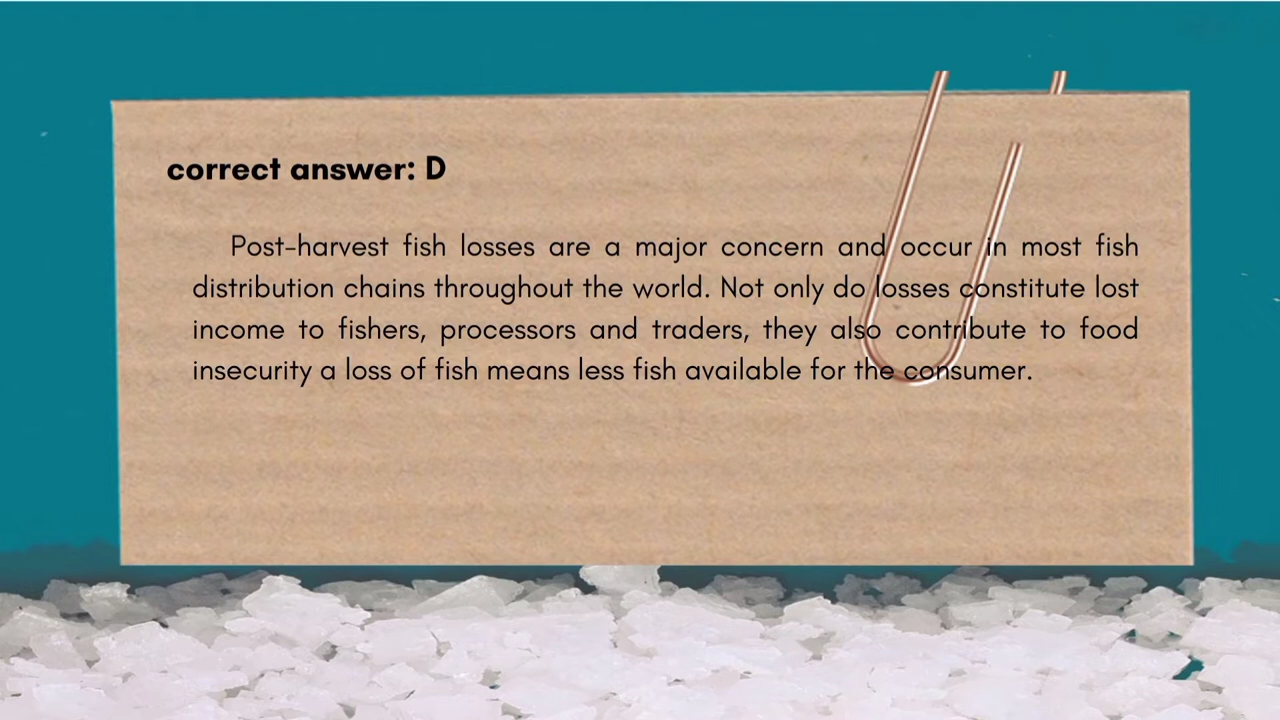 correct answer: D
Post-harvest fish losses are a major concern and occur in most fish
distribution chains throughout the world. Not only do losses constitute lost
income to fishers, processors and traders, they also contribute to food
insecurity a loss of fish means less fish available for the consumer.